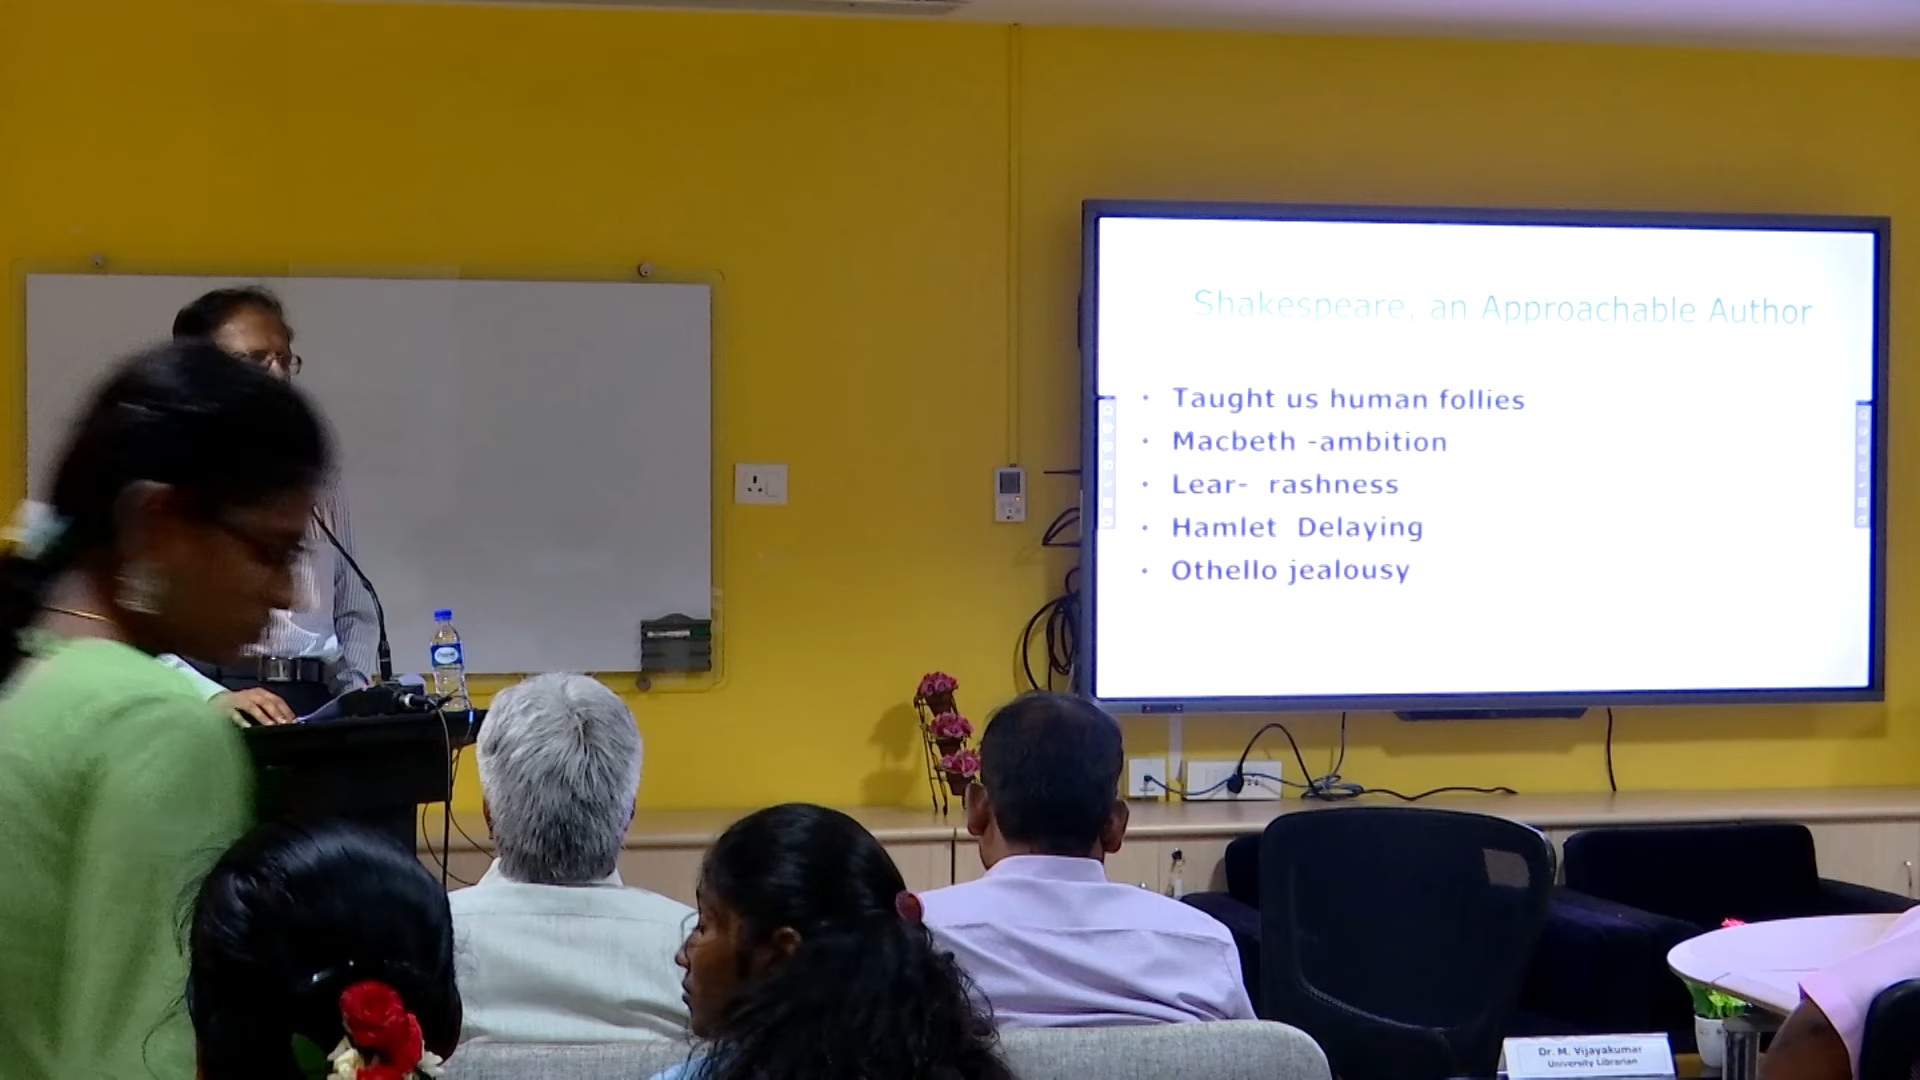 Shakespeare, an Approachable Author
• Taught us human follies
• Macbeth -ambition
• Lear- rashness
• Hamlet Delaying
• Othello jealousy
Dr. M. Vijayakumar
University Librarian